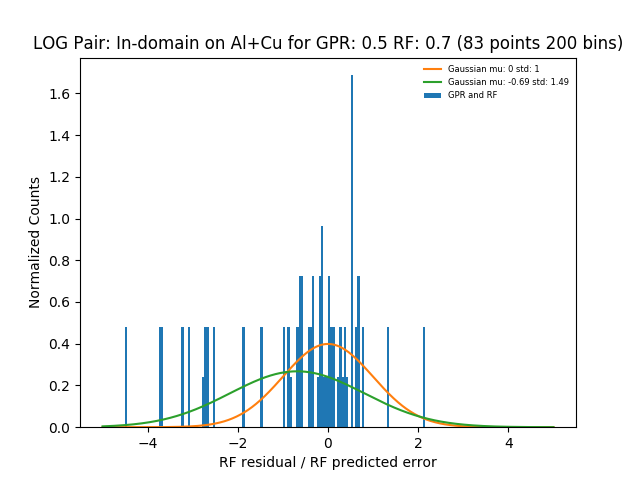 LOG Pair: In-domain on Al+Cu for GPR: 0.5 RF: 0.7 (83 points 200 bins)
Gaussian mu: 0 std: 1
Gaussian mu: -0.69 std: 1.49
GPR and RF
Normalized Counts
1.6
1.4
1.2
1.0
0.8
0.6
0.4
0.2
0.0
−4
−2
0
2
4
RF residual / RF predicted error